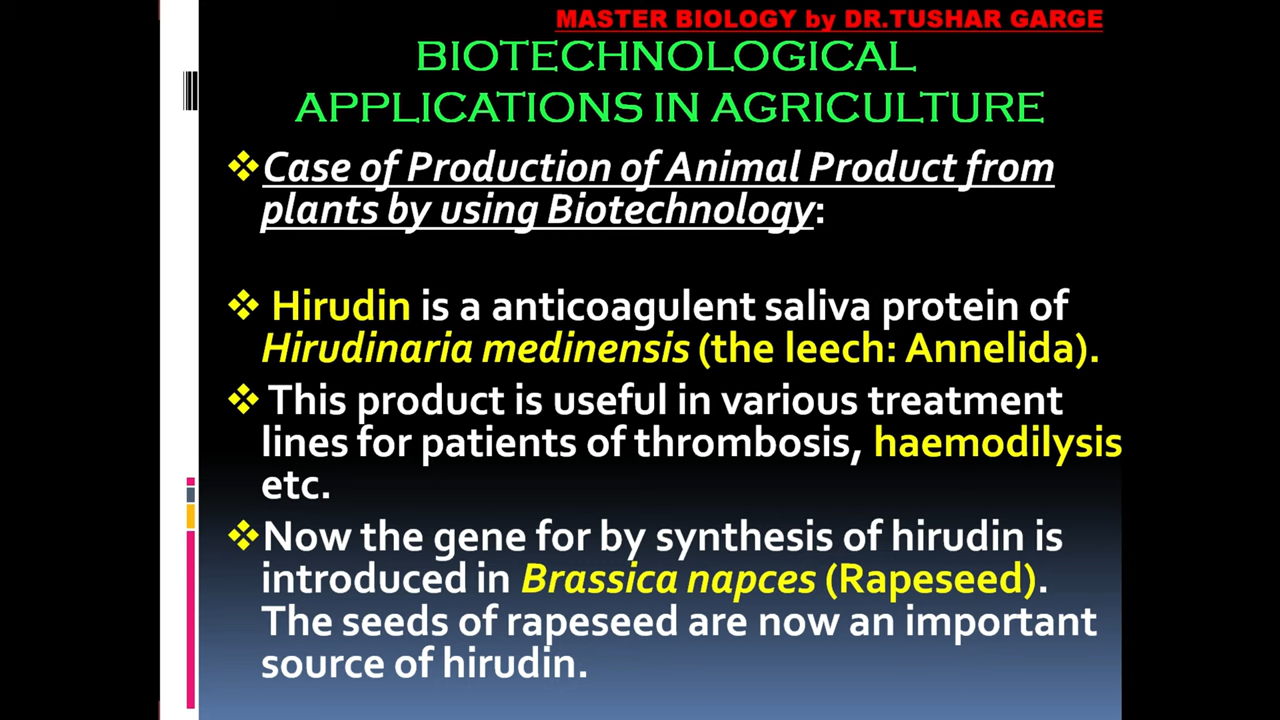 MASTER BIOLOGY by DR.TUSHAR GARGE
BIOTECHNOLOGICAL
APPLICATIONS IN AGRICULTURE
❖Case of Production of Animal Product from
plants by using Biotechnology:
❖ Hirudin is a anticoagulent saliva protein of
Hirudinaria medinensis (the leech: Annelida).
❖ This product is useful in various treatment
lines for patients of thrombosis, haemodilysis
etc.
❖Now the gene for by synthesis of hirudin is
introduced in Brassica napces (Rapeseed).
The seeds of rapeseed are now an important
source of hirudin.